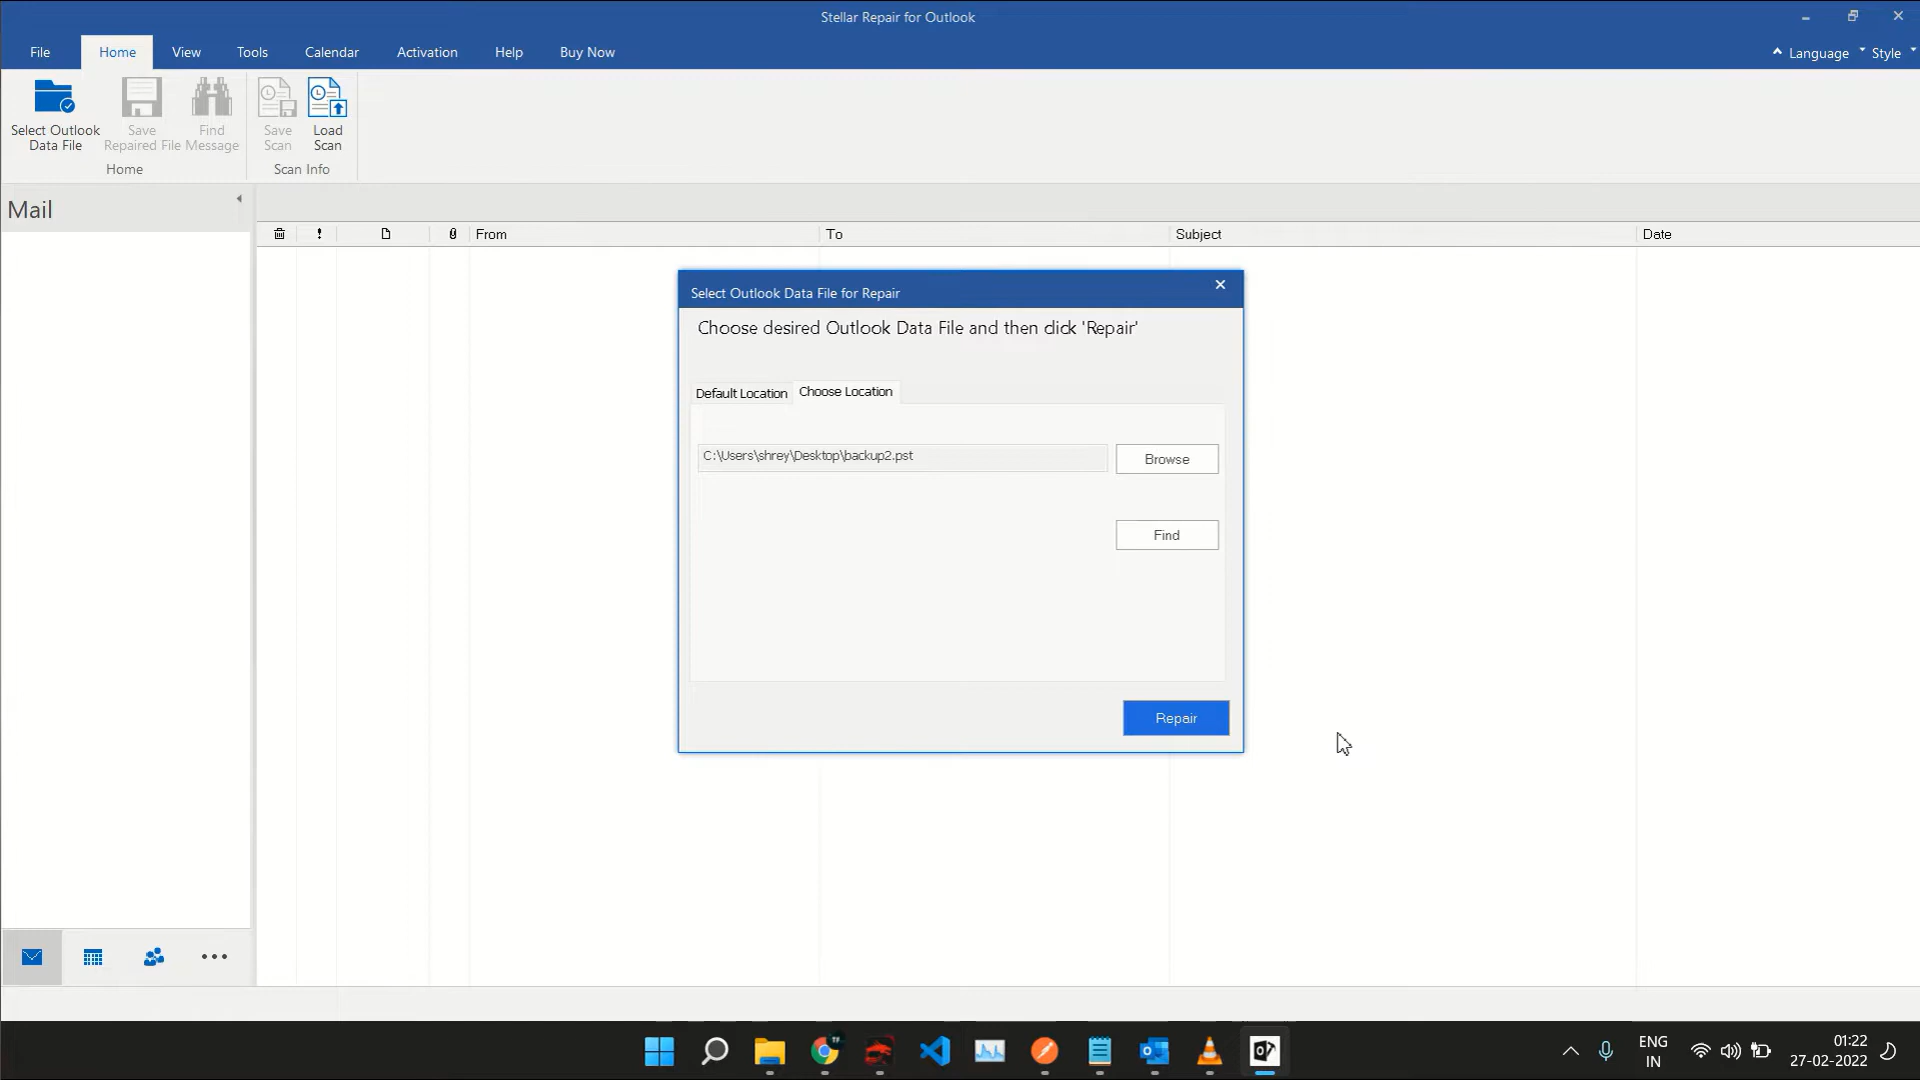 Stellar Repair for Outlook
File Home View Tools Calendar Activation Help Buy Now
Language Style
Select Outlook
Data File
Save
Repaired File
Find
Message
Save
Scan
Load
Scan
Home
Scan Info
Mail
From To Subject Date
Select Outlook Data File for Repair
Choose desired Outlook Data File and then click 'Repair'
Default Location Choose Location
C:\Users\shrey\Desktop\backup2.pst
Browse
Find
Repair
ENG
IN
01:22
27-02-2022